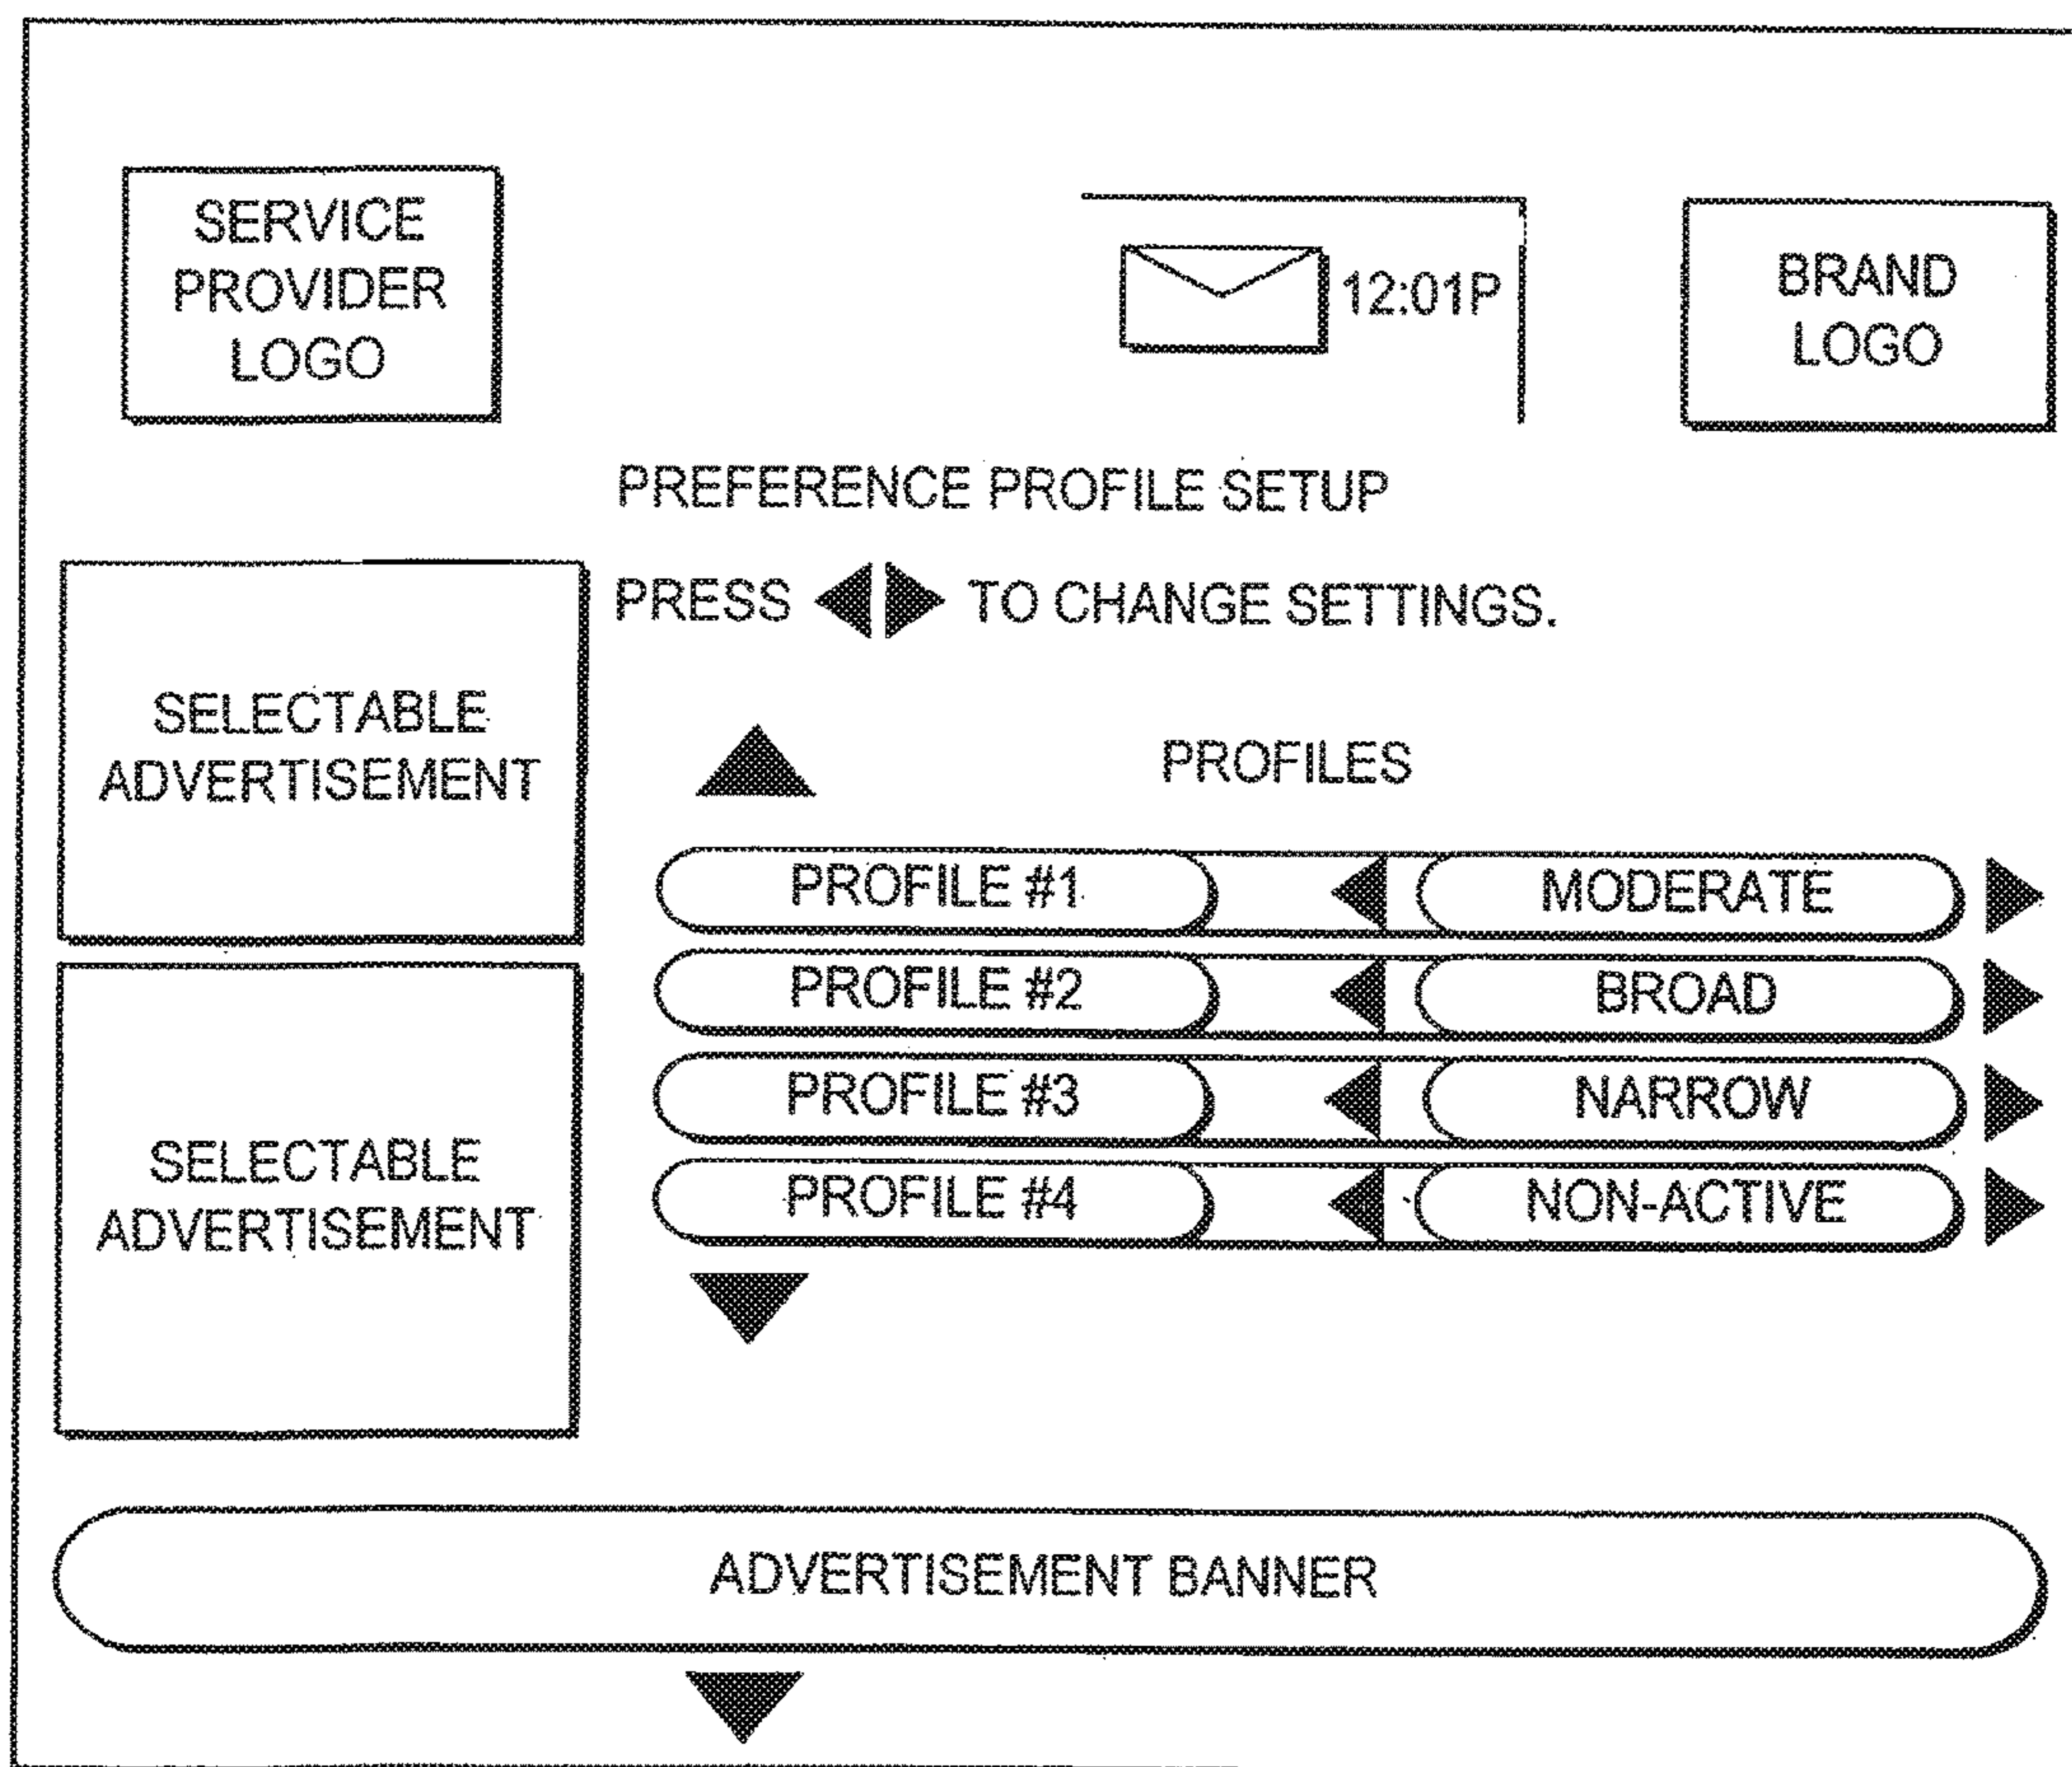 SERVICE
PROVIDER
LOGO
12:01P
BRAND
LOGO
PREFERENCE PROFILE SETUP
PRESS ◀▶ TO CHANGE SETTINGS.
SELECTABLE
ADVERTISEMENT
PROFILES
PROFILE #1 MODERATE
PROFILE #2 BROAD
PROFILE #3 NARROW
PROFILE #4 NON-ACTIVE
SELECTABLE
ADVERTISEMENT
ADVERTISEMENT BANNER